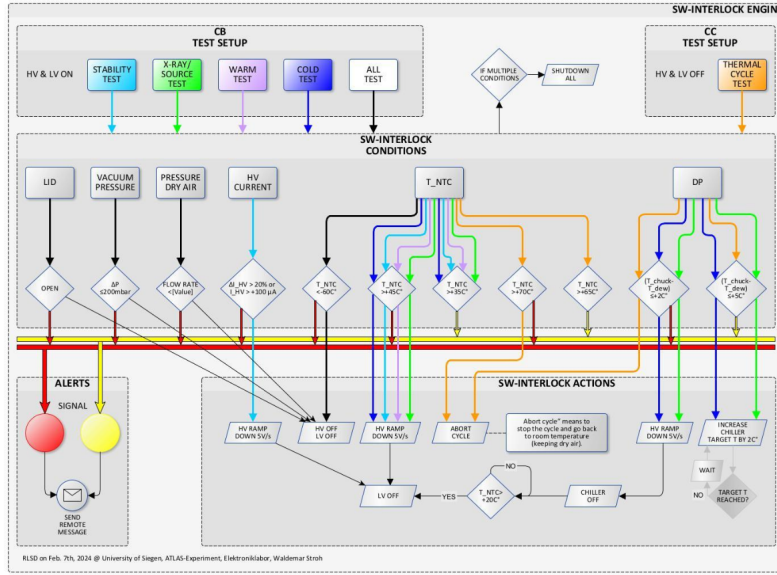 SW-INTERLOCK ENGIN
CB
TEST SETUP
CC
TEST SETUP
HV & LV ON
STABILITY
TEST
X-RAY/
SOURCE
TEST
WARM
TEST
COLD
TEST
ALL
TEST
IF MULTIPLE
CONDITIONS
SHUTDOWN
ALL
HV & LV OFF
THERMAL
CYCLE
TEST
SW-INTERLOCK
CONDITIONS
LID
VACUUM
PRESSURE
PRESSURE
DRY AIR
HV
CURRENT
T_NTC
DP
OPEN
ΔP
≤200mbar
FLOW RATE
<[Value]
ΔI_HV > 20% or
I_HV > +100 µA
T_NTC
<-60C°
T_NTC
>+45C°
T_NTC
>+35C°
T_NTC
>+70C°
T_NTC
>+65C°
(T_chuck-
T_dew)
≤+2C°
(T_chuck-
T_dew)
≤+5C°
ALERTS
SIGNAL
SEND
REMOTE
MESSAGE
SW-INTERLOCK ACTIONS
HV RAMP
DOWN 5V/s
HV OFF
LV OFF
HV RAMP
DOWN 5V/s
ABORT
CYCLE
Abort cycle" means to
stop the cycle and go back
to room temperature
(keeping dry air).
HV RAMP
DOWN 5V/s
INCREASE
CHILLER
TARGET T BY 2C°
WAIT
NO
TARGET T
REACHED?
LV OFF
YES
T_NTC>
+20C°
NO
CHILLER
OFF
RLSD on Feb. 7th, 2024 @ University of Siegen, ATLAS-Experiment, Elektroniklabor, Waldemar Stroh